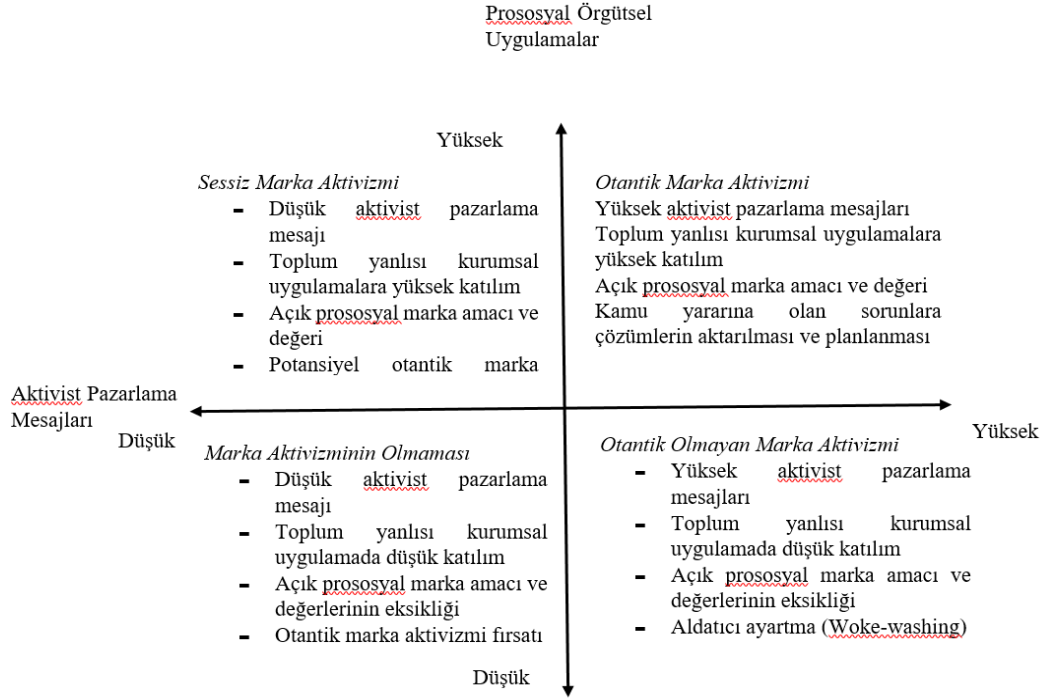 Prososyal Örgütsel
Uygulamalar
Yüksek
Sessiz Marka Aktivizmi
- Düşük aktivist pazarlama
mesajı
- Toplum yanlısı kurumsal
uygulamalara yüksek katılım
- Açık prososyal marka amacı ve
değeri
- Potansiyel otantik marka
Otantik Marka Aktivizmi
Yüksek aktivist pazarlama mesajları
Toplum yanlısı kurumsal uygulamalara
yüksek katılım
Açık prososyal marka amacı ve değeri
Kamu yararına olan sorunlara
çözümlerin aktarılması ve planlanması
Aktivist Pazarlama
Mesajları
Düşük
Yüksek
Marka Aktivizminin Olmaması
- Düşük aktivist pazarlama
mesajı
- Toplum yanlısı kurumsal
uygulamada düşük katılım
- Açık prososyal marka amacı ve
değerlerinin eksikliği
- Otantik marka aktivizmi fırsatı
Otantik Olmayan Marka Aktivizmi
- Yüksek aktivist pazarlama
mesajları
- Toplum yanlısı kurumsal
uygulamada düşük katılım
- Açık prososyal marka amacı ve
değerlerinin eksikliği
- Aldatıcı ayartma (Woke-washing)
Düşük